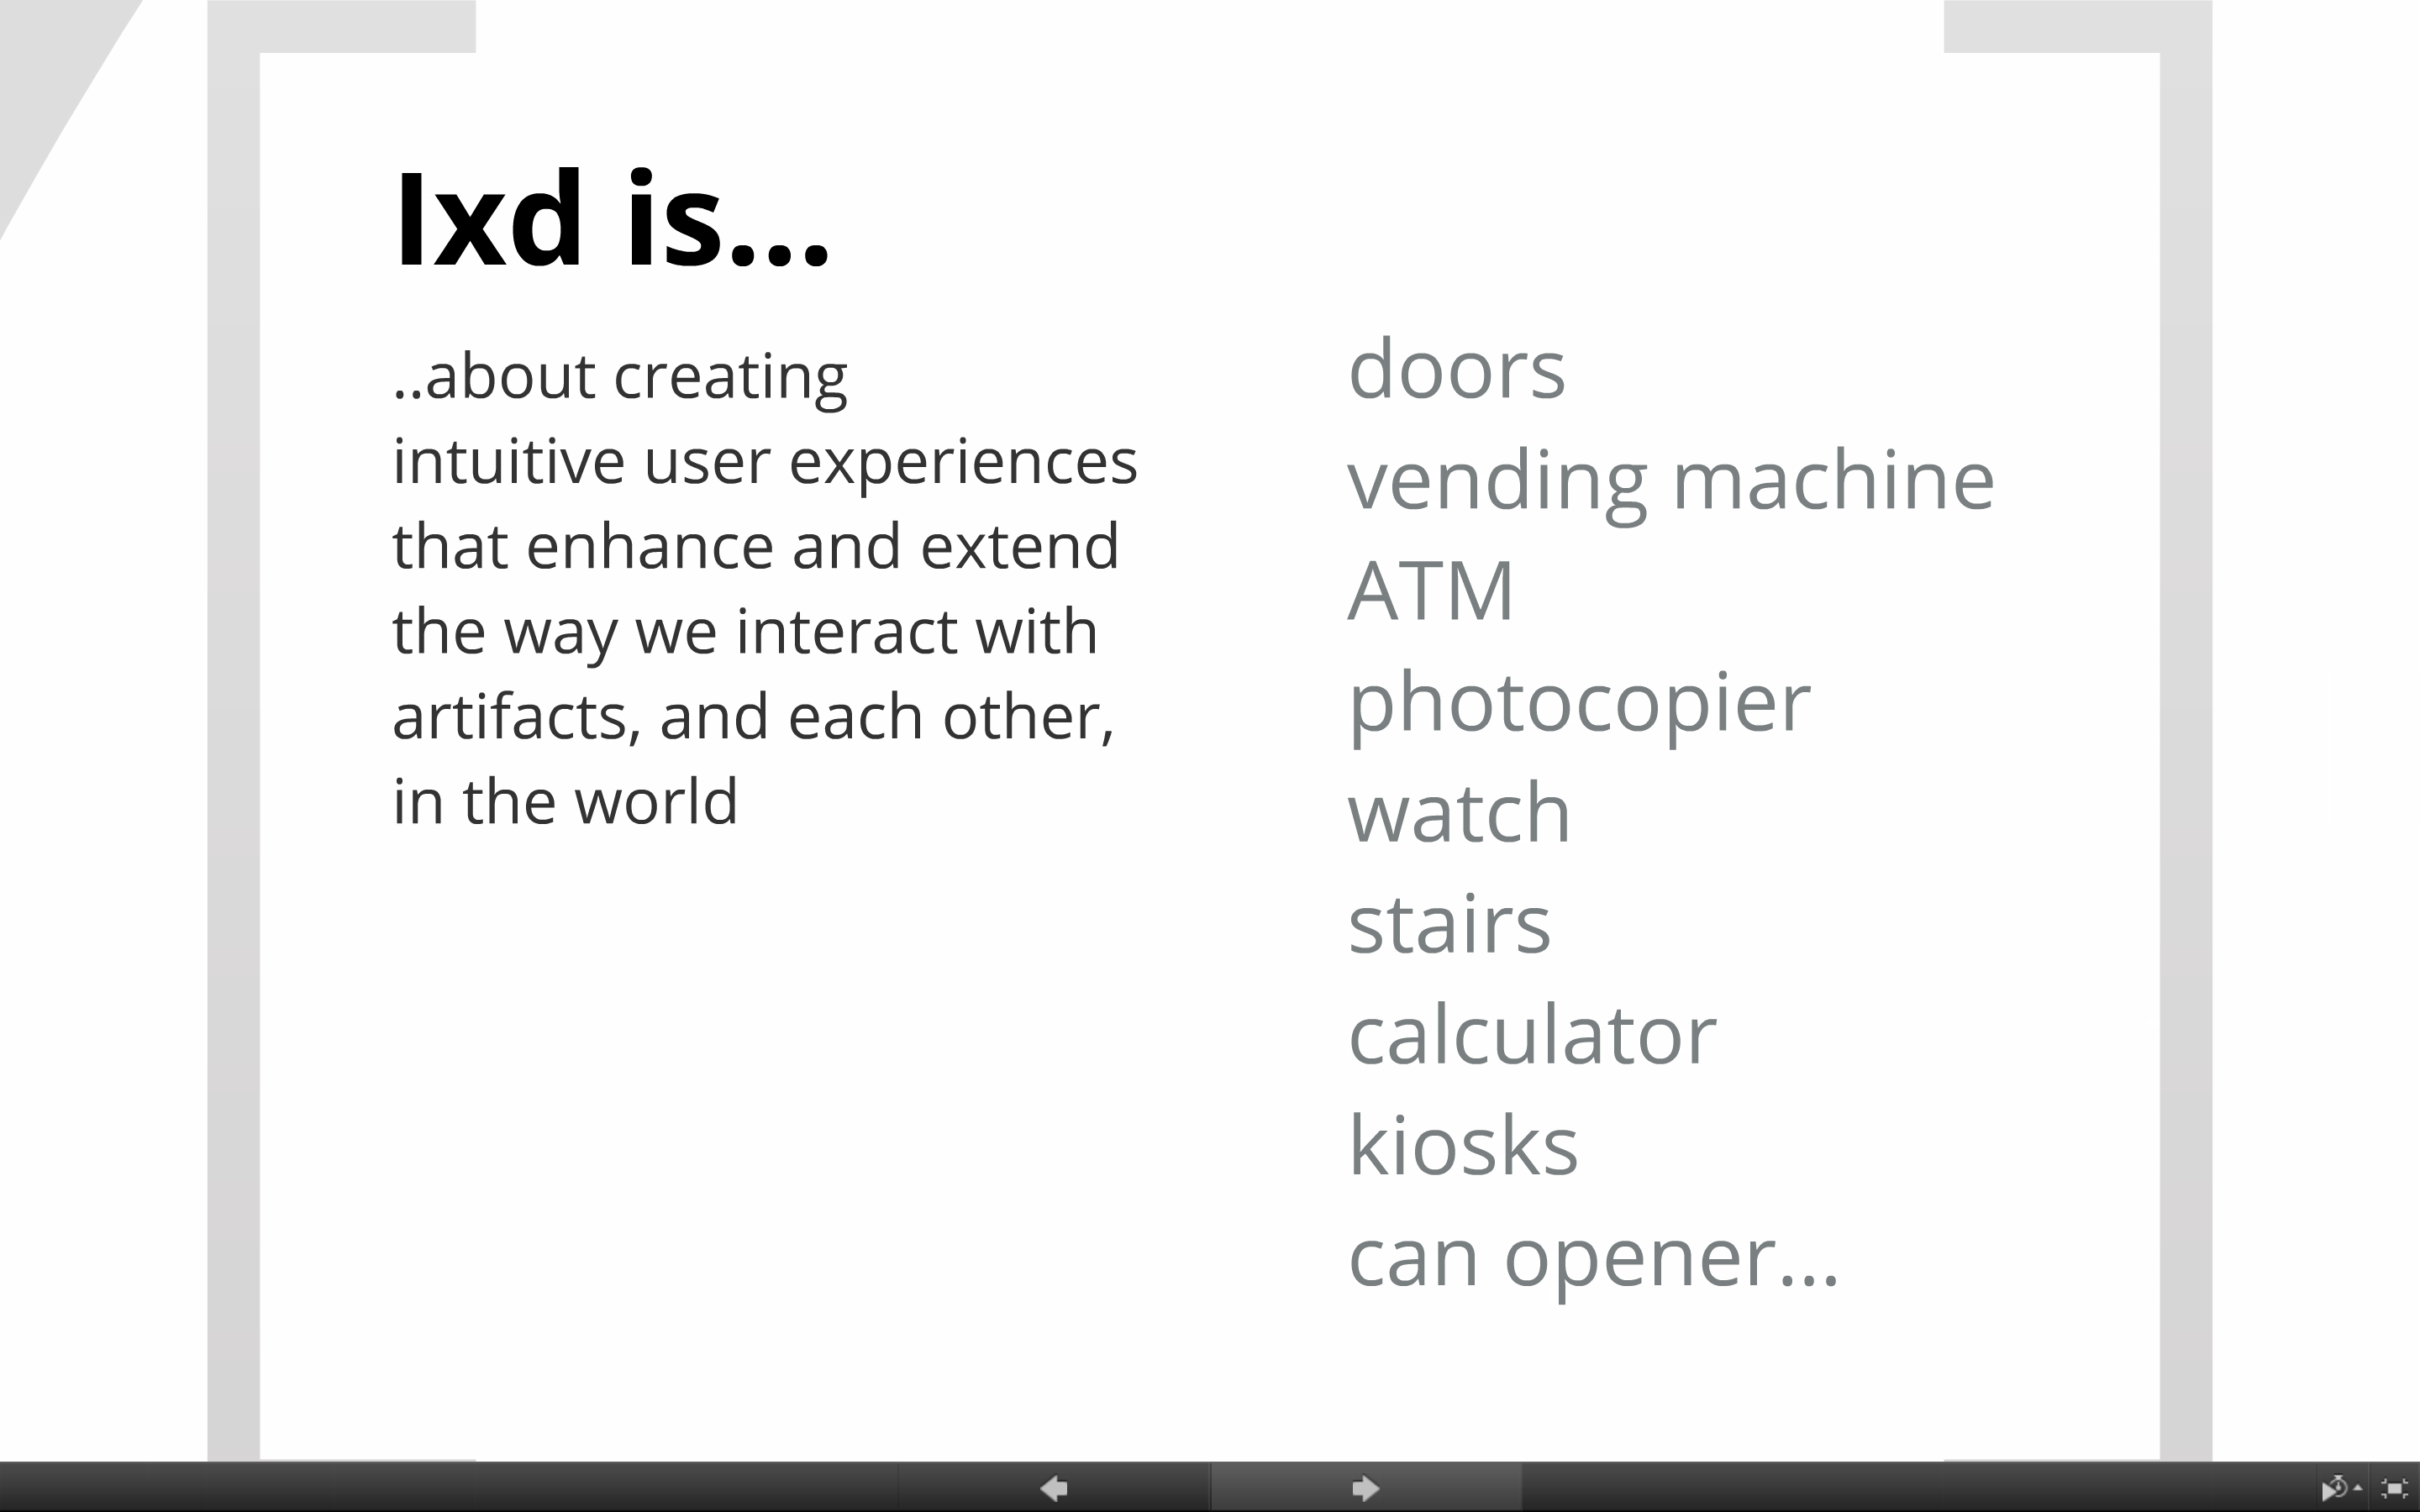 Ixd is...
..about creating
intuitive user experiences
that enhance and extend
the way we interact with
artifacts, and each other,
in the world
doors
vending machine
ATM
photocopier
watch
stairs
calculator
kiosks
can opener...